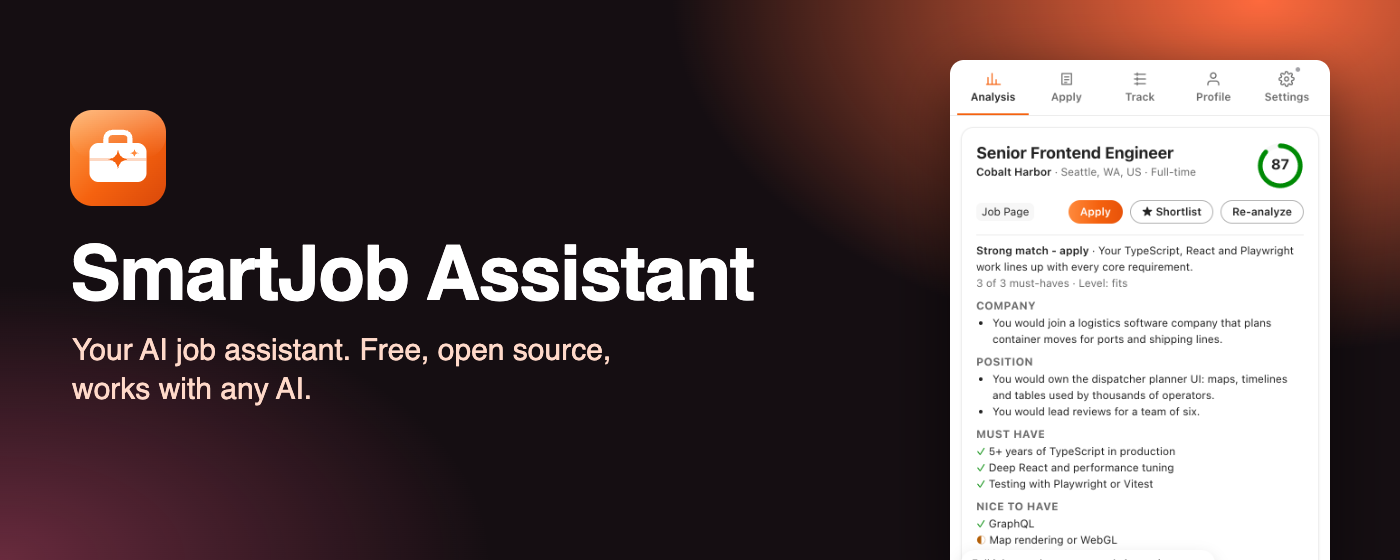 SmartJob Assistant
Your AI job assistant. Free, open source,
works with any AI.
Analysis
Apply
Track
Profile
Settings
Senior Frontend Engineer
Cobalt Harbor · Seattle, WA, US · Full-time
87
Job Page
Apply
★ Shortlist
Re-analyze
Strong match - apply · Your TypeScript, React and Playwright
work lines up with every core requirement.
3 of 3 must-haves · Level: fits
COMPANY
• You would join a logistics software company that plans
container moves for ports and shipping lines.
POSITION
• You would own the dispatcher planner UI: maps, timelines
and tables used by thousands of operators.
• You would lead reviews for a team of six.
MUST HAVE
✓ 5+ years of TypeScript in production
✓ Deep React and performance tuning
✓ Testing with Playwright or Vitest
NICE TO HAVE
✓ GraphQL
Map rendering or WebGL